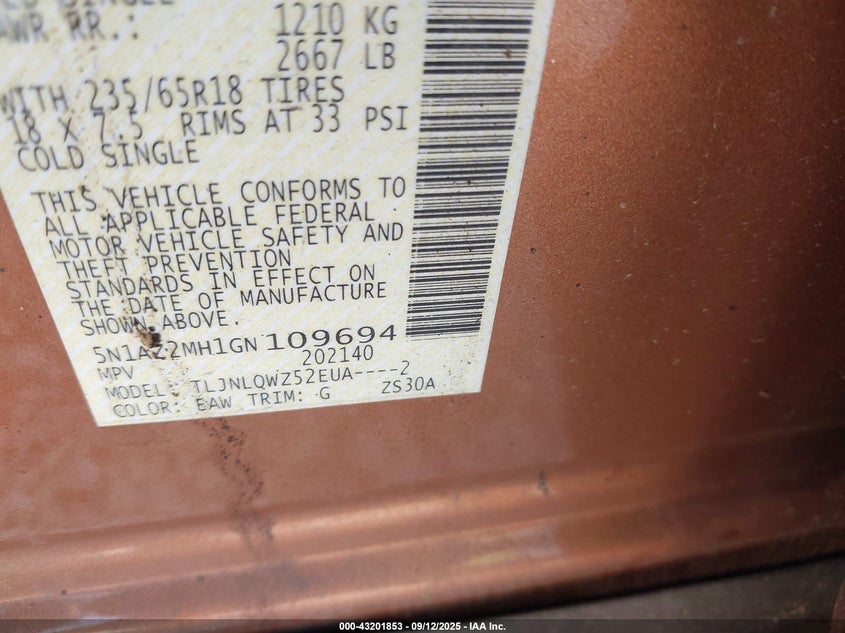 AWR RR.: 1210 KG
2667 LB
WITH 235/65R18 TIRES
18 X 7.5 RIMS AT 33 PSI
COLD SINGLE
THIS VEHICLE CONFORMS TO
ALL APPLICABLE FEDERAL
MOTOR VEHICLE SAFETY AND
THEFT PREVENTION
STANDARDS IN EFFECT ON
THE DATE OF MANUFACTURE
SHOWN ABOVE.
5N1AZ2MH1GN109694
MPV 202140
MODEL: TLJNLQWZ52EUA----2
COLOR: EAW TRIM: G ZS30A
000-43201853 - 09/12/2025 - IAA Inc.